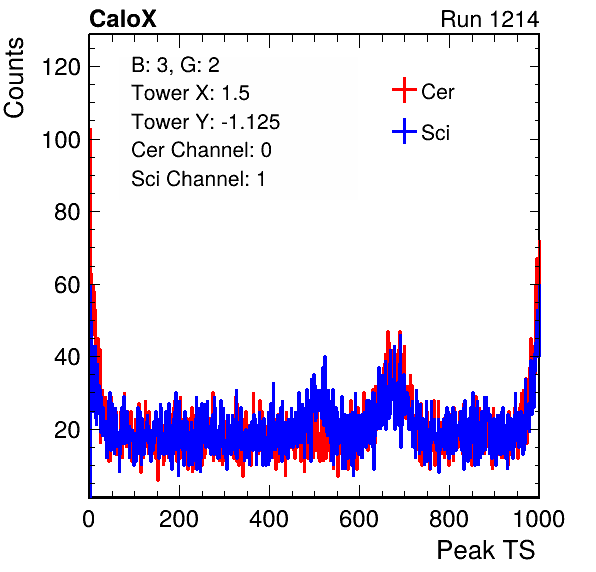 CaloX Run 1214
Counts
120
100
80
60
40
20
B: 3, G: 2
Tower X: 1.5
Tower Y: -1.125
Cer Channel: 0
Sci Channel: 1
Cer
Sci
0 200 400 600 800 1000
Peak TS